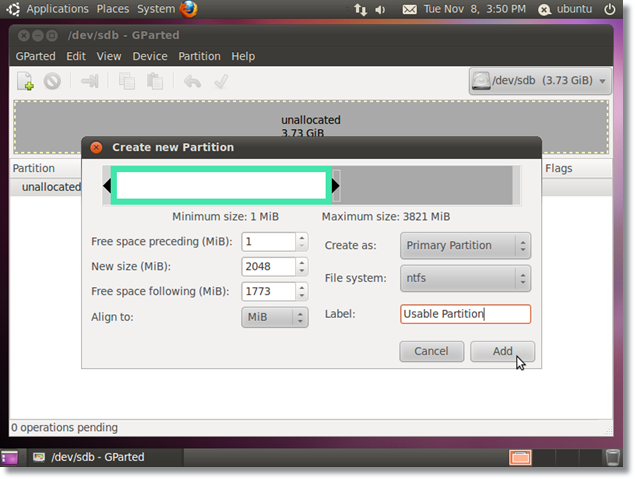 Applications Places System Tue Nov 8, 3:50 PM ubuntu
/dev/sdb - GParted
GParted Edit View Device Partition Help
/dev/sdb (3.73 GiB)
unallocated
3.73 GiB
Create new Partition
Partition Flags
unallocated
Minimum size: 1 MiB Maximum size: 3821 MiB
Free space preceding (MiB): 1 Create as: Primary Partition
New size (MiB): 2048 File system: ntfs
Free space following (MiB): 1773
Align to: MiB Label: Usable Partition
Cancel Add
0 operations pending
/dev/sdb - GParted